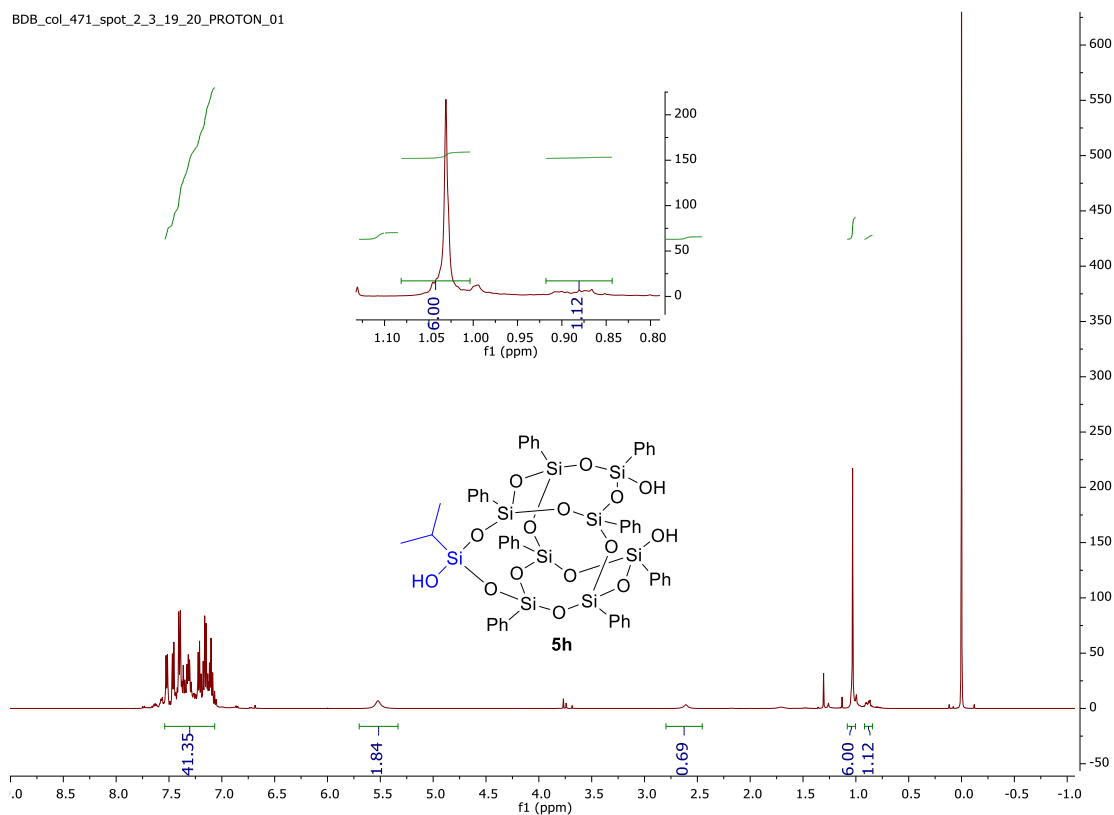 BDB_col_471_spot_2_3_19_20_PROTON_01
600
550
500
450
400
350
300
250
200
150
100
50
0
-50
200
150
100
50
0
6.00
1.12
1.10 1.05 1.00 0.95 0.90 0.85 0.80
f1 (ppm)
Ph O Ph
Si Si
O OH
Ph O
Si O Si
O O Ph
Ph O OH
Si Si Si
HO O O O Ph
O Si Si
Ph O Ph
5h
41.35
1.84
0.69
6.00
1.12
.0 8.5 8.0 7.5 7.0 6.5 6.0 5.5 5.0 4.5 4.0 3.5 3.0 2.5 2.0 1.5 1.0 0.5 0.0 -0.5 -1.0
f1 (ppm)